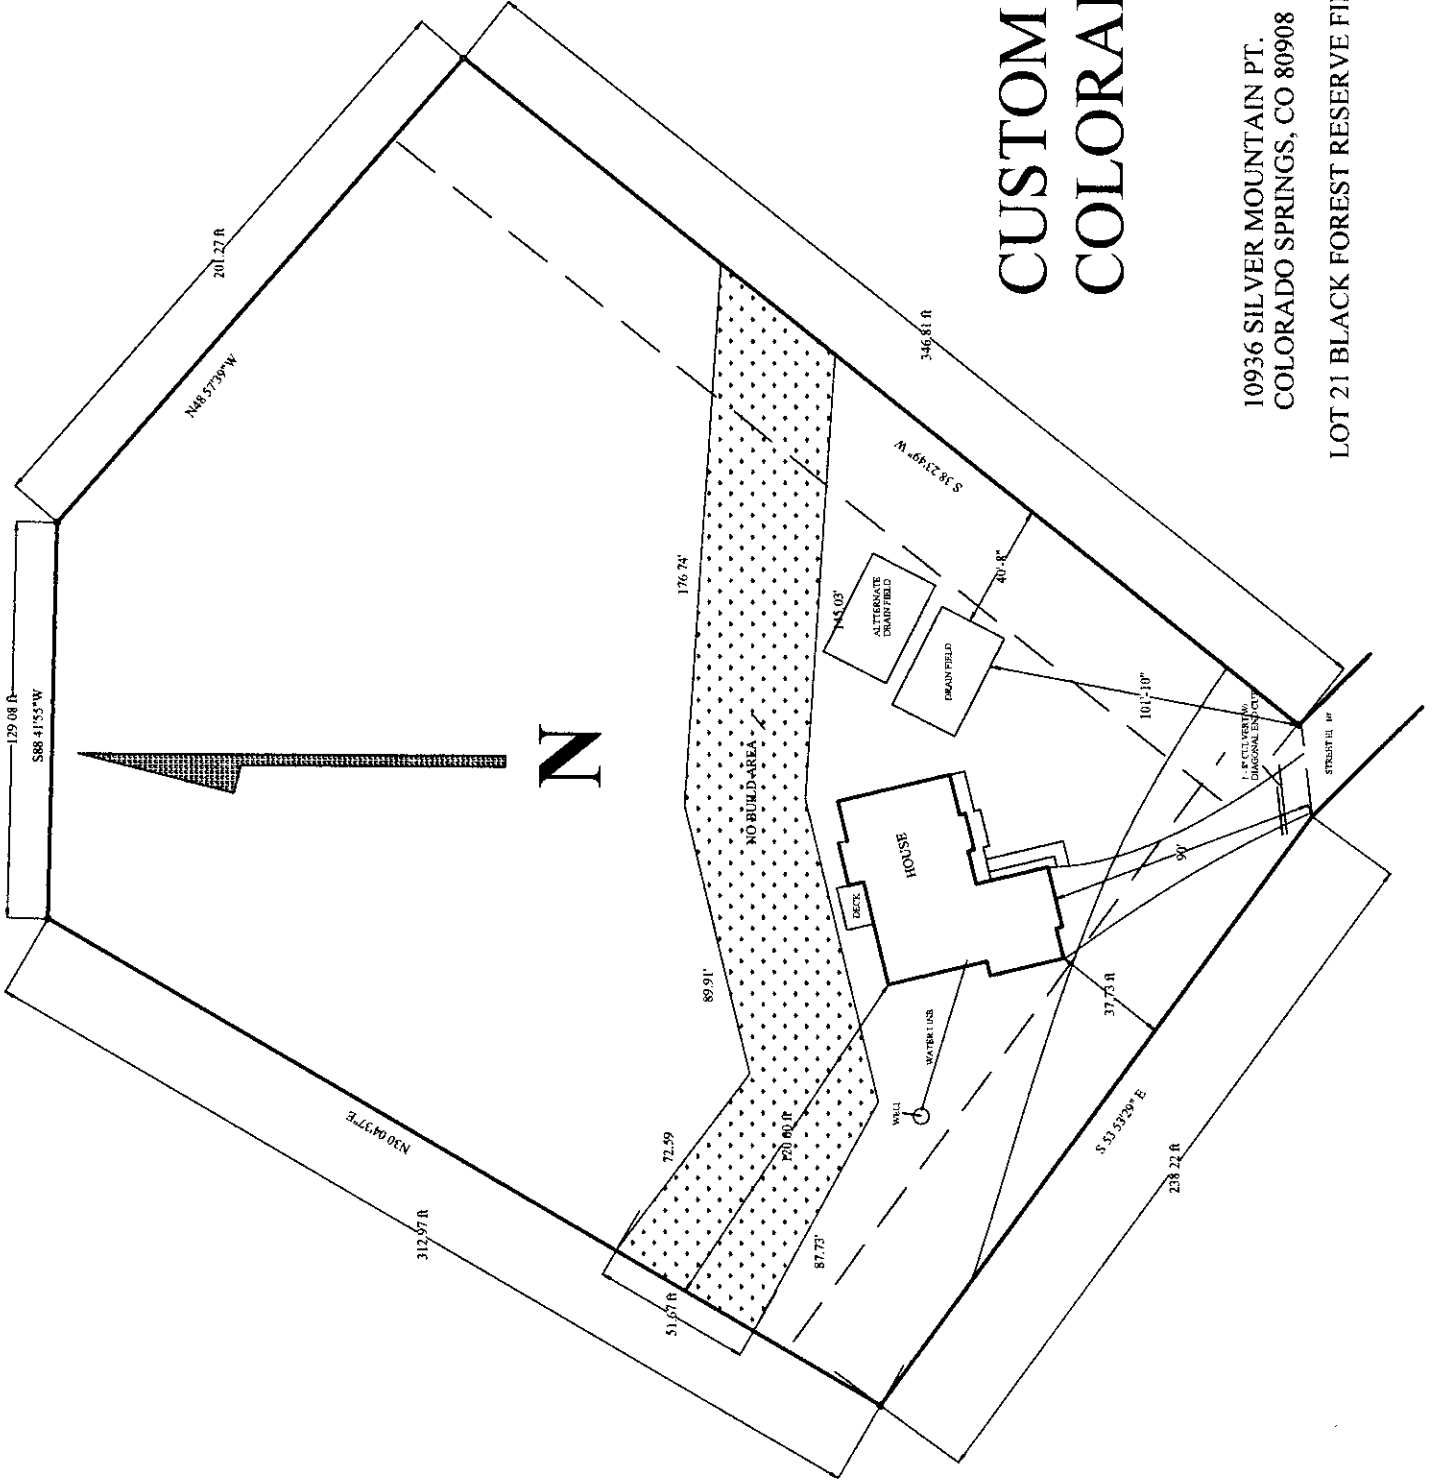 129.08 ft
S88 41'55"W
201.27 ft
N48 57'39"W
N
N30 04'37"E
312.97 ft
346.81 ft
S 38 23'49" W
176.74'
145.03'
NO BUILD AREA
89.91'
72.59
120.60 ft
51.67 ft
87.73'
ALTTERNATE
DRAIN FIELD
DRAIN FIELD
40'-8"
101'-10"
HOUSE
DECK
WATER LINE
WELL
37.73 ft
90'
DIAGONAL END CUT
S 53 53'29" E
238.22 ft
CUSTOM
COLORA
10936 SILVER MOUNTAIN PT.
COLORADO SPRINGS, CO 80908
LOT 21 BLACK FOREST RESERVE FI